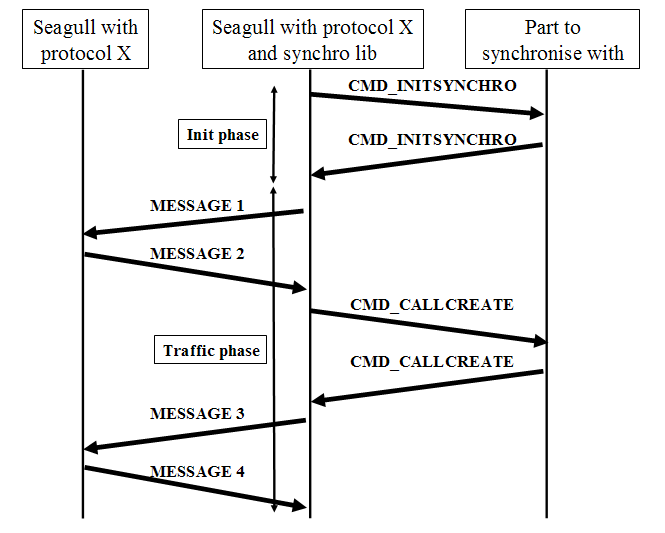 Seagull with
protocol X
Seagull with protocol X
and synchro lib
Part to
synchronise with
CMD_INITSYNCHRO
Init phase
CMD_INITSYNCHRO
MESSAGE 1
MESSAGE 2
CMD_CALLCREATE
Traffic phase
CMD_CALLCREATE
MESSAGE 3
MESSAGE 4